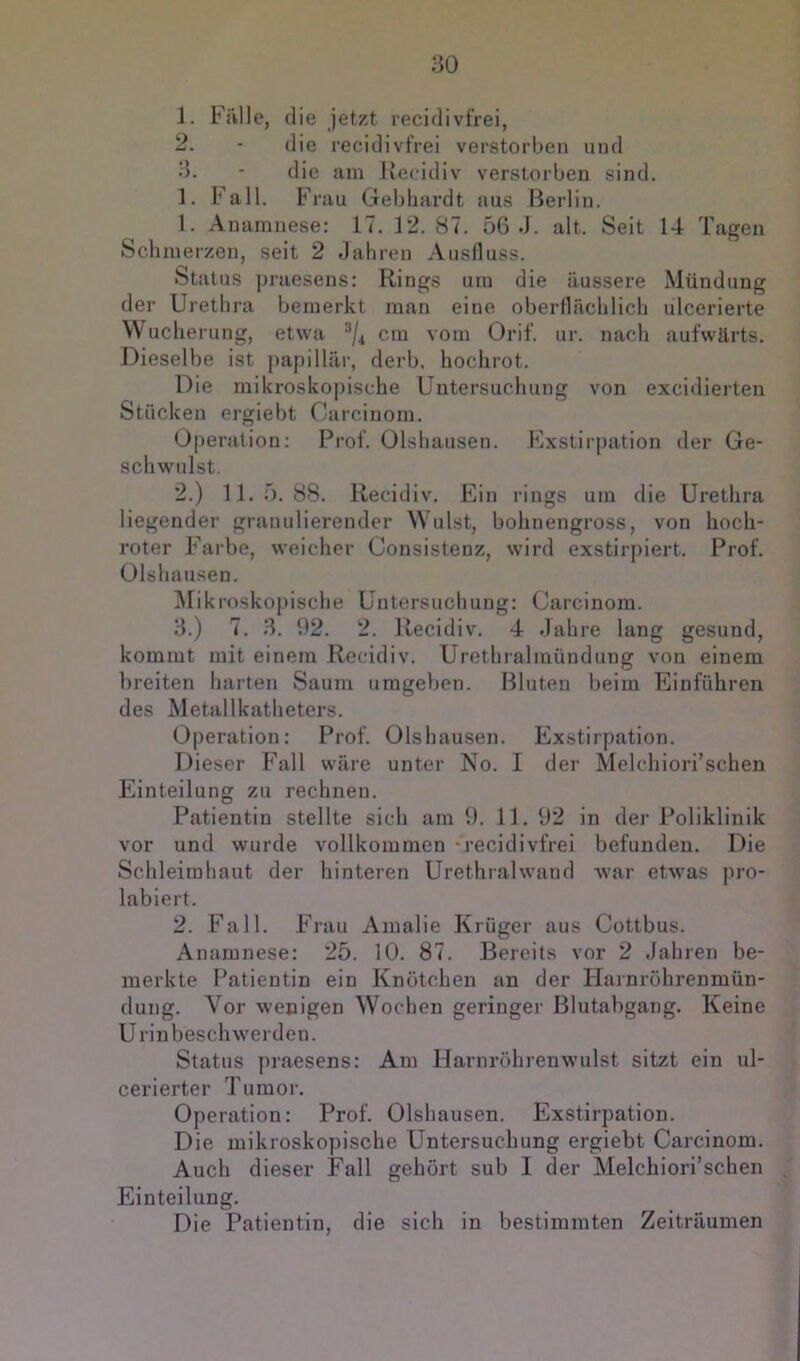 30
1. Fälle, die jetzt recidivfrei,
2. - die recidivfrei verstorben und
3. - die am Recidiv verstorben sind.
1. Fall. Frau Gebhardt aus Berlin.
1. Anamnese: 17. 12. 87. 56 J. alt. Seit 14 Tagen
Schmerzen, seit 2 Jahren Ausfluss.
Status praesens: Rings um die äussere Mündung
der Urethra bemerkt man eine oberflächlich ulcerierte
Wucherung, etwa ³/₄ cm vom Orif. ur. nach aufwärts.
Dieselbe ist papillär, derb, hochrot.
Die mikroskopische Untersuchung von excidierten
Stücken ergiebt Carcinom.
Operation: Prof. Olshausen. Exstirpation der Ge-
schwulst.
2.) 11. 5. 88. Recidiv. Ein rings um die Urethra
liegender granulierender Wulst, bohnengross, von hoch-
roter Farbe, weicher Consistenz, wird exstirpiert. Prof.
Olshausen.
Mikroskopische Untersuchung: Carcinom.
3.) 7. 3. 92. 2. Recidiv. 4 Jahre lang gesund,
kommt mit einem Recidiv. Urethralmündung von einem
breiten harten Saum umgeben. Bluten beim Einführen
des Metallkatheters.
Operation: Prof. Olshausen. Exstirpation.
Dieser Fall wäre unter No. I der Melchiori'schen
Einteilung zu rechnen.
Patientin stellte sich am 9. 11. 92 in der Poliklinik
vor und wurde vollkommen recidivfrei befunden. Die
Schleimhaut der hinteren Urethralwand war etwas pro-
labiert.
2. Fall. Frau Amalie Krüger aus Cottbus.
Anamnese: 25. 10. 87. Bereits vor 2 Jahren be-
merkte Patientin ein Knötchen an der Harnröhrenmün-
dung. Vor wenigen Wochen geringer Blutabgang. Keine
Urinbeschwerden.
Status praesens: Am Harnröhrenwulst sitzt ein ul-
cerierter Tumor.
Operation: Prof. Olshausen. Exstirpation.
Die mikroskopische Untersuchung ergiebt Carcinom.
Auch dieser Fall gehört sub I der Melchiori'schen
Einteilung.
Die Patientin, die sich in bestimmten Zeiträumen